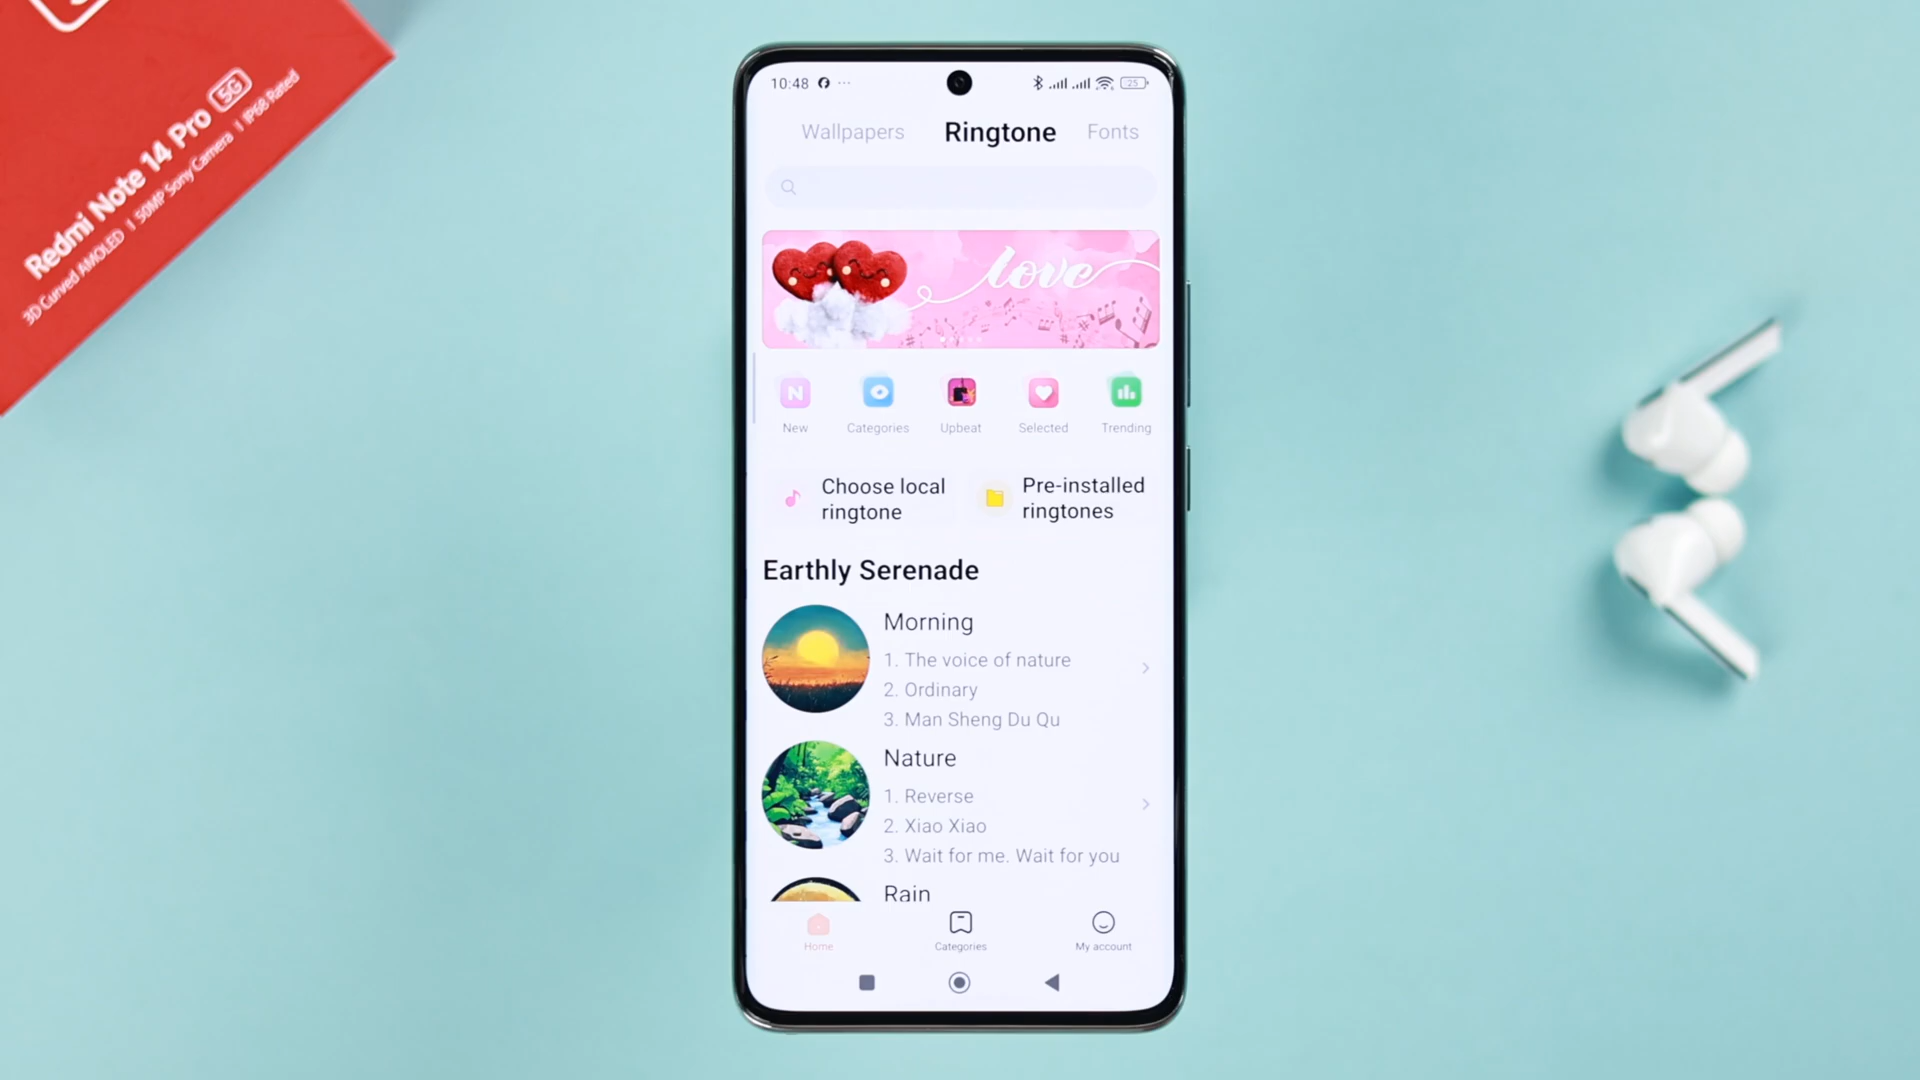 Redmi Note 14 Pro 5G
3D Curved AMOLED | 50MP Sony Camera | IP68 Rated
10:48
25
Wallpapers
Ringtone
Fonts
love
New
Categories
Upbeat
Selected
Trending
Choose local
ringtone
Pre-installed
ringtones
Earthly Serenade
Morning
1. The voice of nature
2. Ordinary
3. Man Sheng Du Qu
Nature
1. Reverse
2. Xiao Xiao
3. Wait for me. Wait for you
Rain
Home
Categories
My account